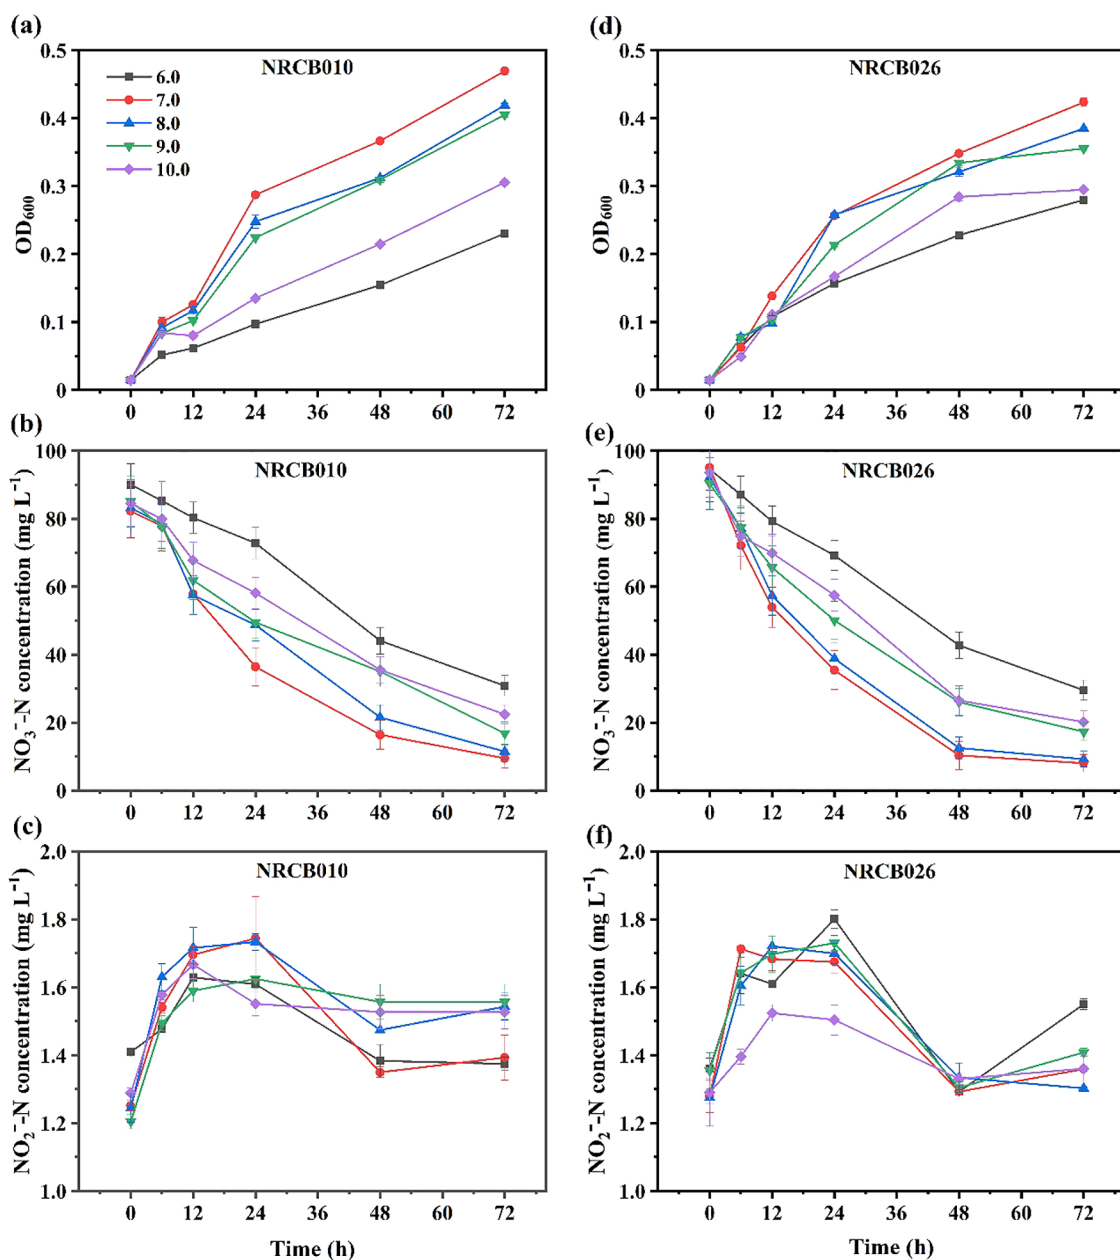 (a)
NRCB010
6.0
7.0
8.0
9.0
10.0
OD600
0.5
0.4
0.3
0.2
0.1
0
0 12 24 36 48 60 72
(d)
NRCB026
OD600
0.5
0.4
0.3
0.2
0.1
0
0 12 24 36 48 60 72
(b)
NRCB010
NO3⁻-N concentration (mg L⁻¹)
100
80
60
40
20
0
0 12 24 36 48 60 72
(e)
NRCB026
NO3⁻-N concentration (mg L⁻¹)
100
80
60
40
20
0
0 12 24 36 48 60 72
(c)
NRCB010
NO2⁻-N concentration (mg L⁻¹)
2.0
1.8
1.6
1.4
1.2
1.0
0 12 24 36 48 60 72
Time (h)
(f)
NRCB026
NO2⁻-N concentration (mg L⁻¹)
2.0
1.8
1.6
1.4
1.2
1.0
0 12 24 36 48 60 72
Time (h)